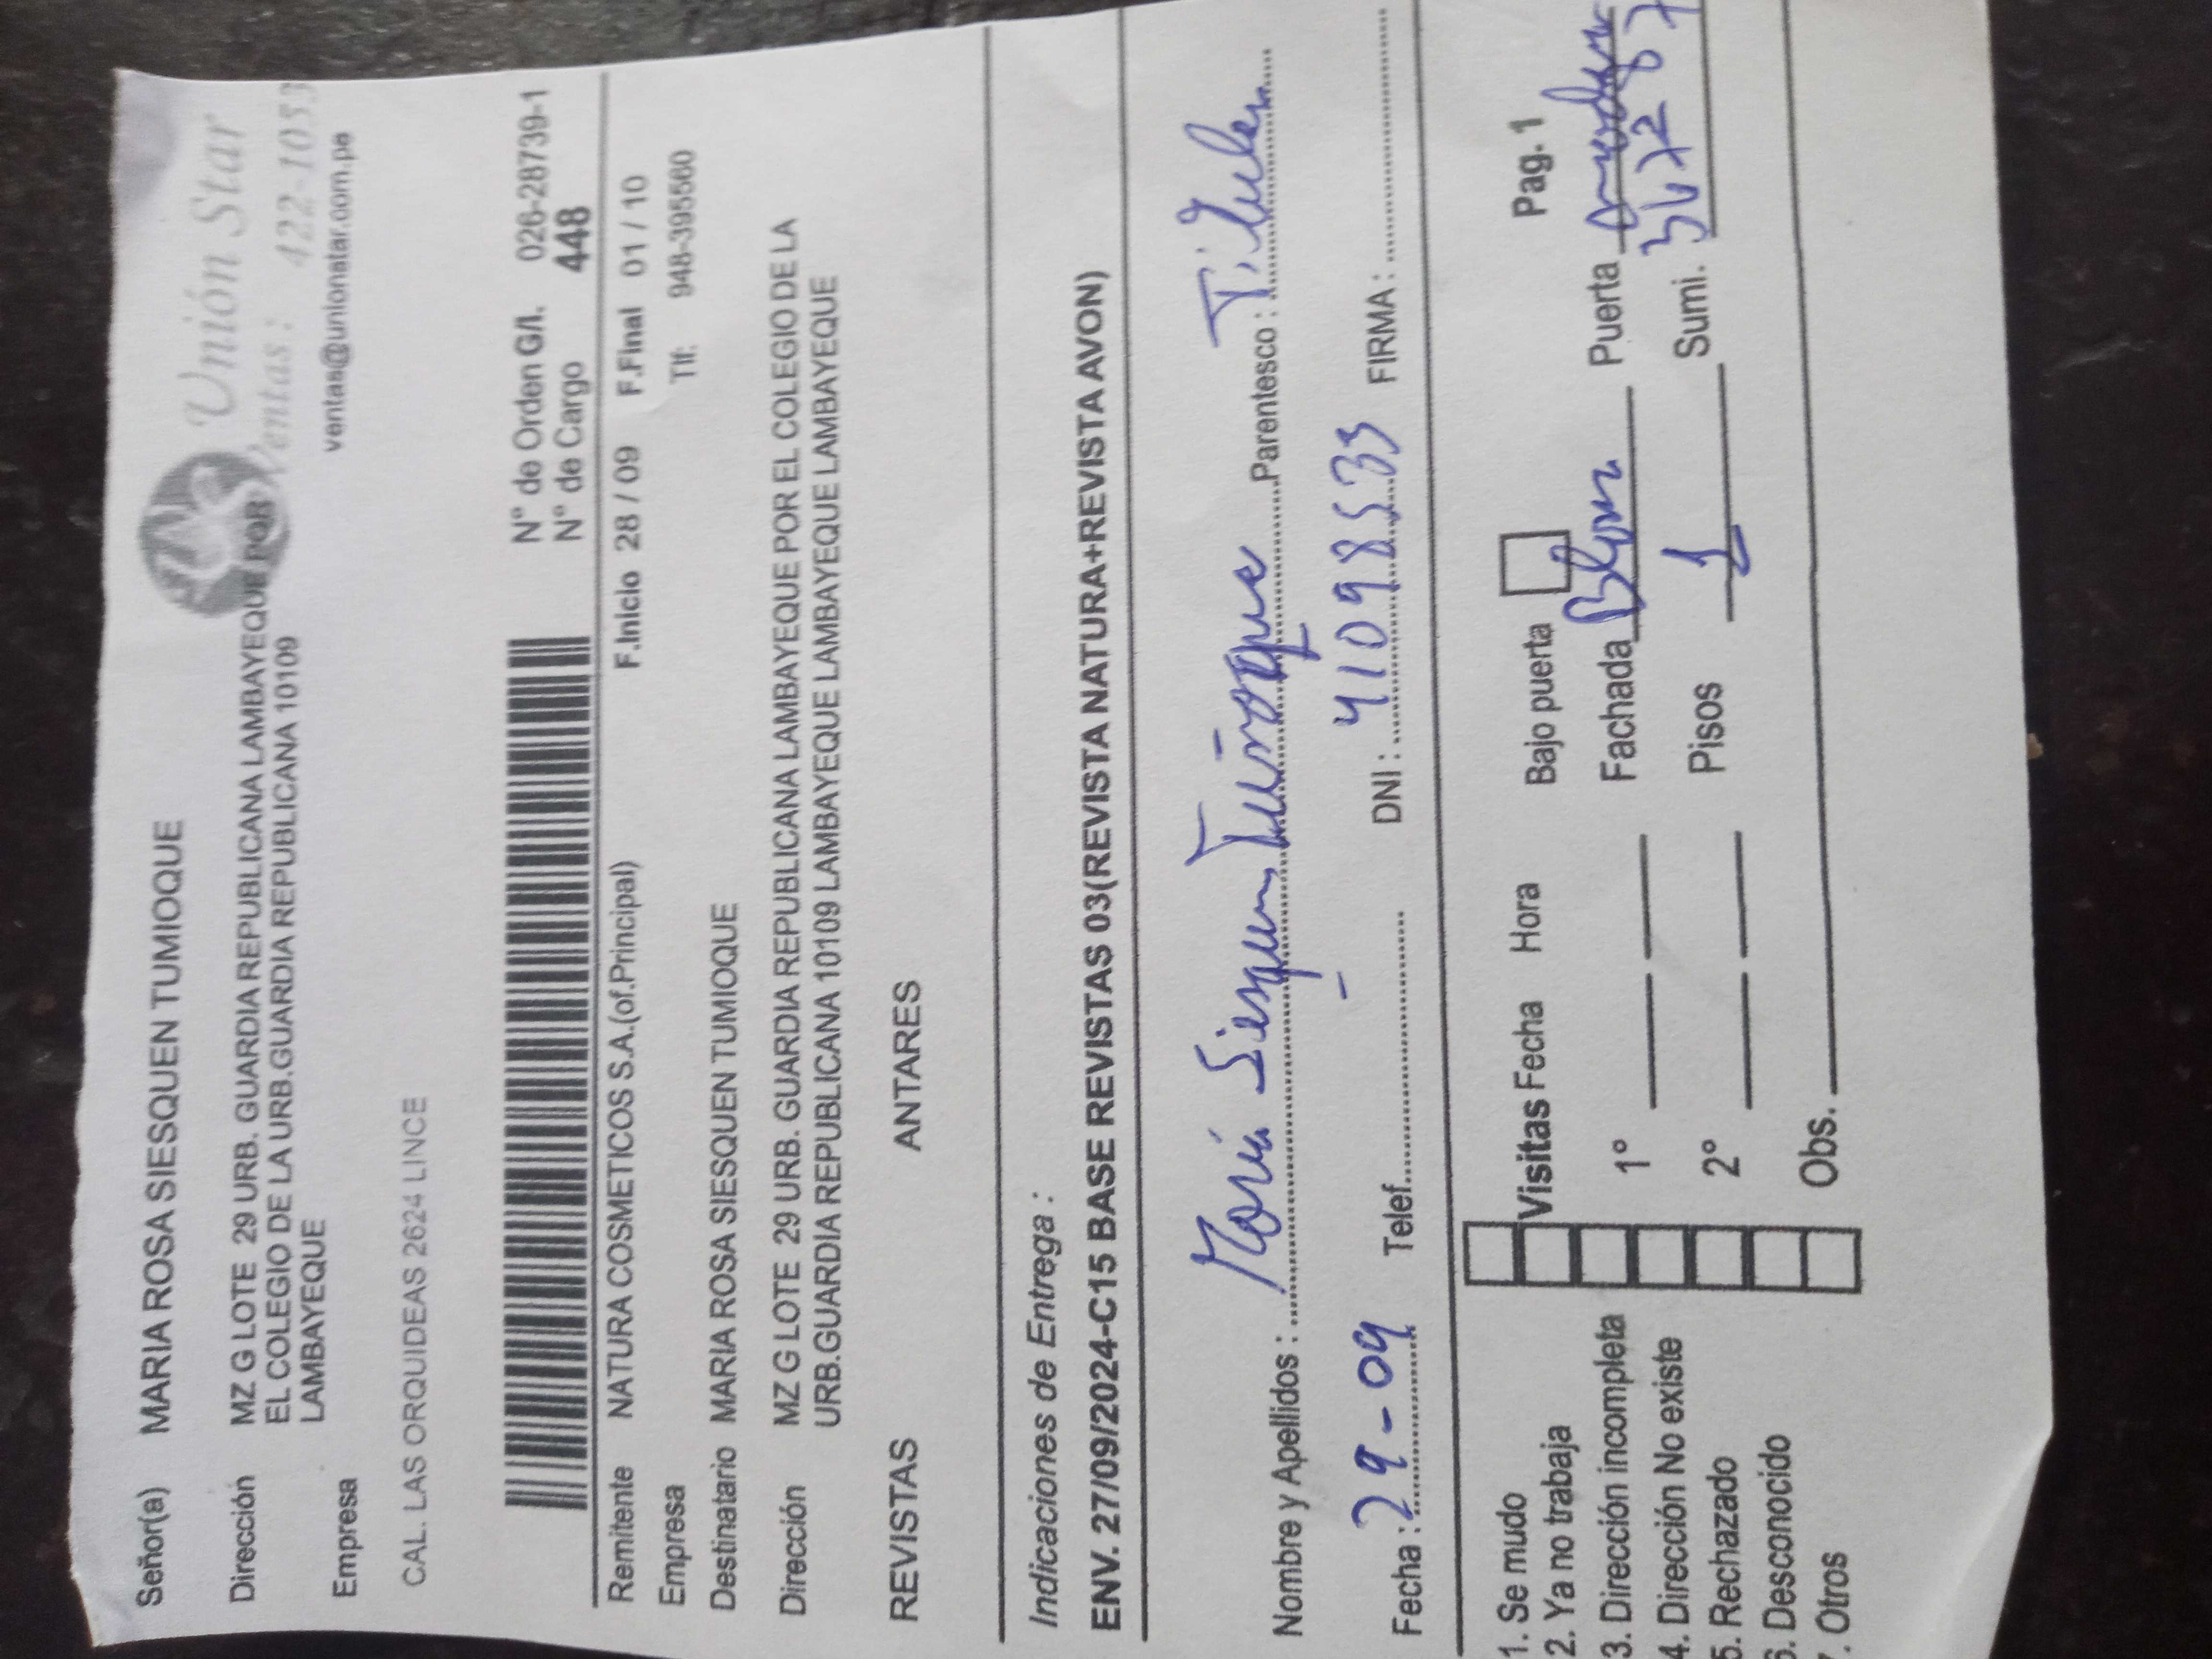 Unión Star
Ventas: 422-1053
ventas@unionatar.com.pe
Señor(a) MARIA ROSA SIESQUEN TUMIOQUE
Dirección MZ G LOTE 29 URB. GUARDIA REPUBLICANA LAMBAYEQUE POR
EL COLEGIO DE LA URB.GUARDIA REPUBLICANA 10109
LAMBAYEQUE
Empresa
CAL. LAS ORQUIDEAS 2624 LINCE
N° de Orden G/l. 026-28739-1
N° de Cargo 448
Remitente NATURA COSMETICOS S.A.(of.Principal) F.Inicio 28 / 09 F.Final 01 / 10
Empresa Tlf: 948-395560
Destinatario MARIA ROSA SIESQUEN TUMIOQUE
Dirección MZ G LOTE 29 URB. GUARDIA REPUBLICANA LAMBAYEQUE POR EL COLEGIO DE LA
URB.GUARDIA REPUBLICANA 10109 LAMBAYEQUE LAMBAYEQUE LAMBAYEQUE
REVISTAS ANTARES
Indicaciones de Entrega :
ENV. 27/09/2024-C15 BASE REVISTAS 03(REVISTA NATURA+REVISTA AVON)
Nombre y Apellidos : Maria Siesquen Tumioque Parentesco : Titular
Fecha : 29-09 Telef. DNI : 41098533 FIRMA :
1. Se mudo
2. Ya no trabaja
3. Dirección incompleta
4. Dirección No existe
5. Rechazado
6. Desconocido
7. Otros
Visitas Fecha Hora Bajo puerta Pag. 1
1° Fachada Puerta
2° Pisos 1 Sumi.
Obs.